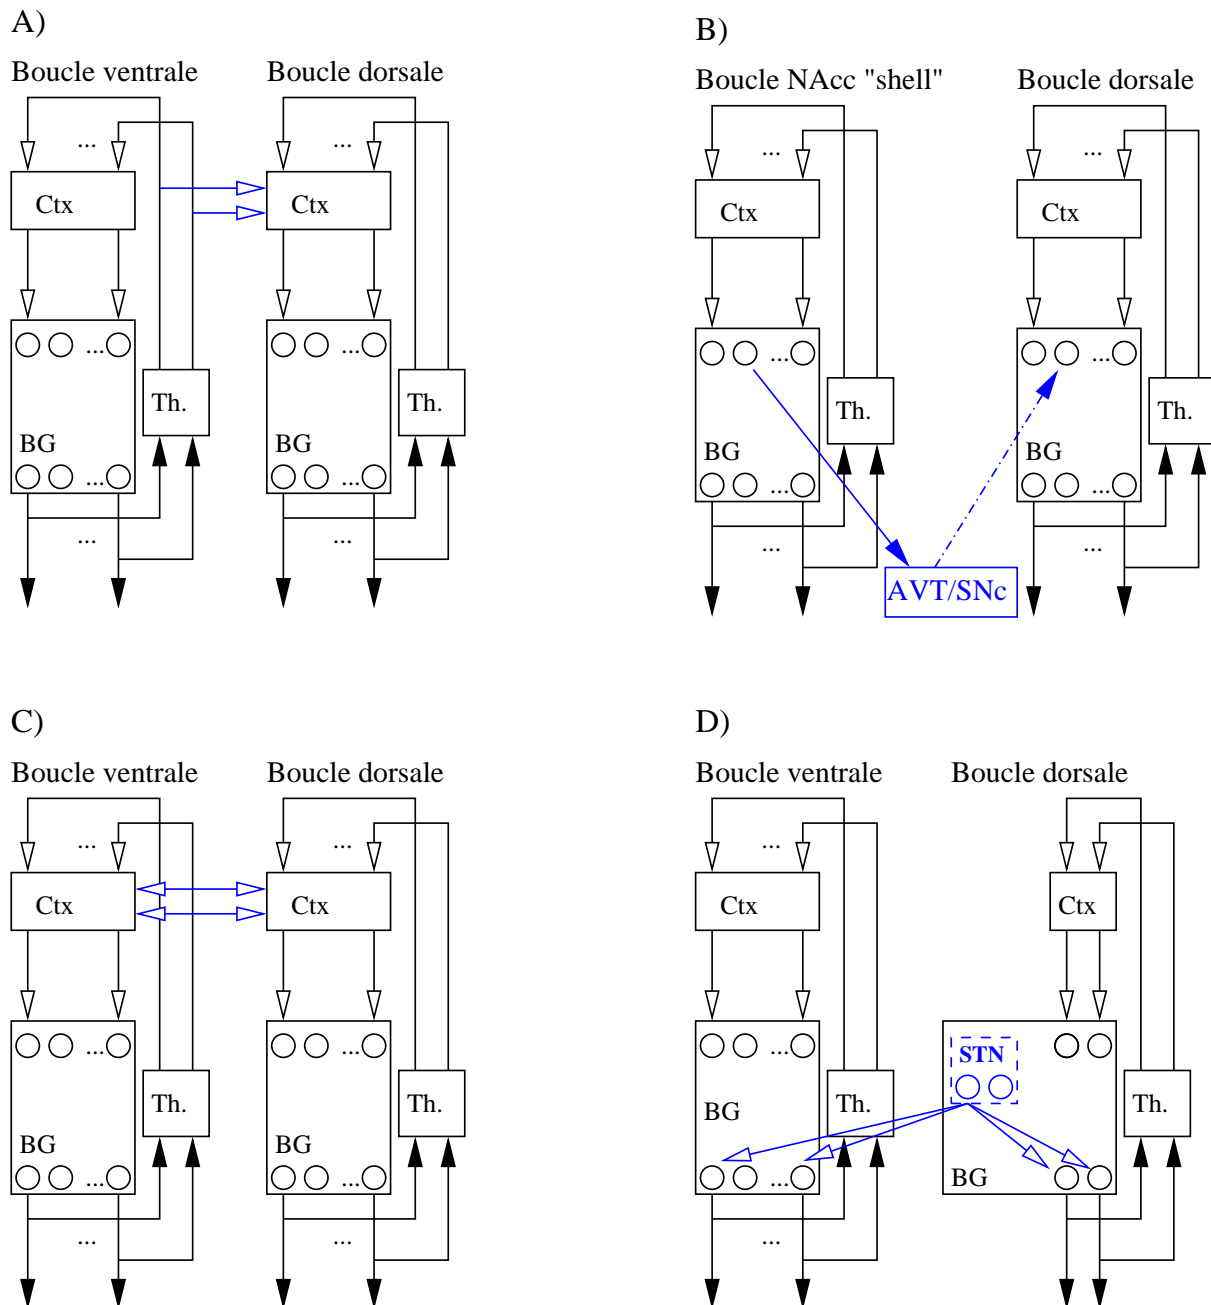 A)
Boucle ventrale
Boucle dorsale
...
...
Ctx
Ctx
...
...
Th.
Th.
BG
BG
...
...
...
...
B)
Boucle NAcc "shell"
Boucle dorsale
...
...
Ctx
Ctx
...
...
Th.
Th.
BG
BG
...
...
...
...
AVT/SNc
C)
Boucle ventrale
Boucle dorsale
...
...
Ctx
Ctx
...
...
Th.
Th.
BG
BG
...
...
...
...
D)
Boucle ventrale
Boucle dorsale
...
Ctx
Ctx
...
STN
BG
Th.
Th.
...
BG
...